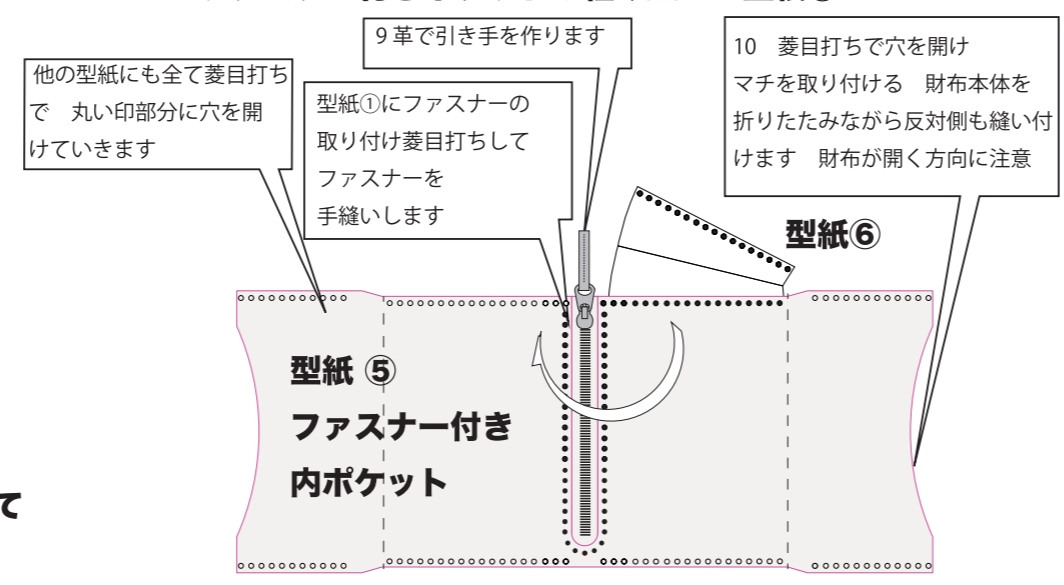 9 革で引き手を作ります
他の型紙にも全て菱目打ち
で　丸い印部分に穴を開
けていきます
型紙①にファスナーの
取り付け菱目打ちして
ファスナーを
手縫いします
10　菱目打ちで穴を開け
マチを取り付ける　財布本体を
折りたたみながら反対側も縫い付
けます　財布が開く方向に注意
型紙⑥
型紙 ⑤
ファスナー付き
内ポケット
て